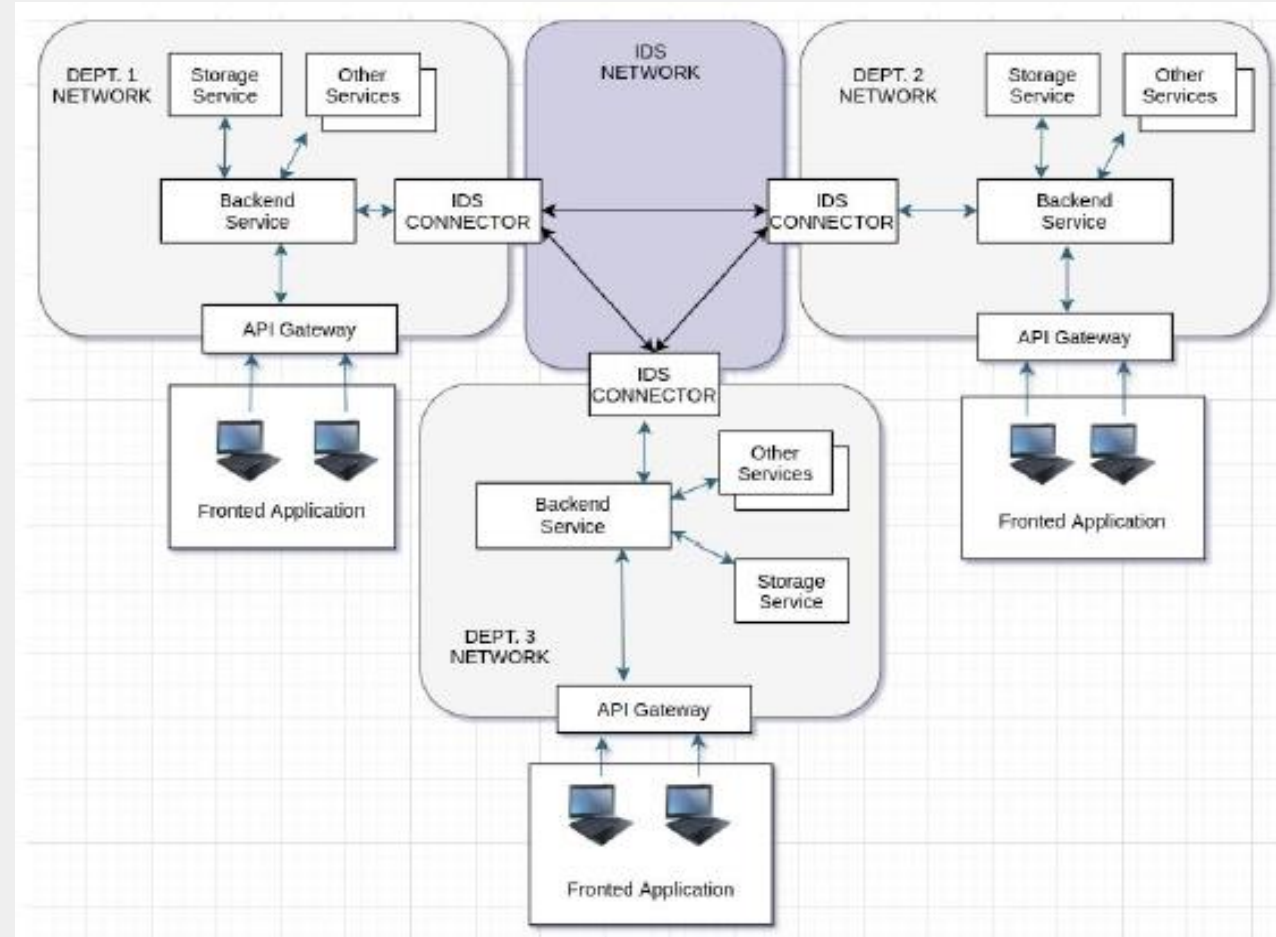 DEPT. 1
NETWORK
Storage
Service
Other
Services
Backend
Service
IDS
CONNECTOR
API Gateway
Fronted Application
IDS
NETWORK
DEPT. 2
NETWORK
Storage
Service
Other
Services
IDS
CONNECTOR
Backend
Service
API Gateway
Fronted Application
IDS
CONNECTOR
Other
Services
Backend
Service
Storage
Service
DEPT. 3
NETWORK
API Gateway
Fronted Application